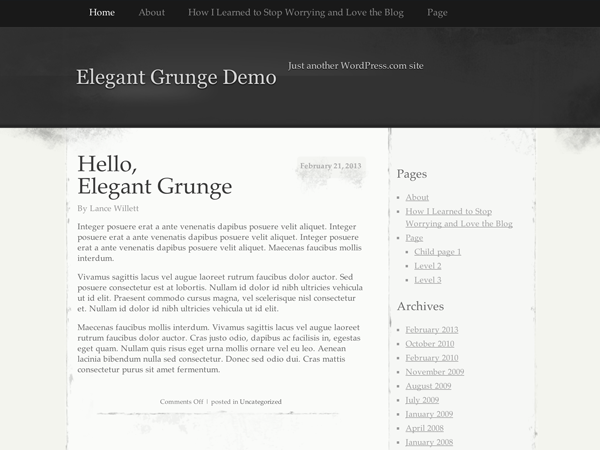 Home About How I Learned to Stop Worrying and Love the Blog Page
Elegant Grunge Demo
Just another WordPress.com site
Hello,
Elegant Grunge
February 21, 2013
By Lance Willett
Integer posuere erat a ante venenatis dapibus posuere velit aliquet. Integer
posuere erat a ante venenatis dapibus posuere velit aliquet. Integer posuere
erat a ante venenatis dapibus posuere velit aliquet. Maecenas faucibus mollis
interdum.
Vivamus sagittis lacus vel augue laoreet rutrum faucibus dolor auctor. Sed
posuere consectetur est at lobortis. Nullam id dolor id nibh ultricies vehicula
ut id elit. Praesent commodo cursus magna, vel scelerisque nisl consectetur
et. Nullam id dolor id nibh ultricies vehicula ut id elit.
Maecenas faucibus mollis interdum. Vivamus sagittis lacus vel augue laoreet
rutrum faucibus dolor auctor. Cras justo odio, dapibus ac facilisis in, egestas
eget quam. Nullam quis risus eget urna mollis ornare vel eu leo. Aenean
lacinia bibendum nulla sed consectetur. Donec sed odio dui. Cras mattis
consectetur purus sit amet fermentum.
Comments Off | posted in Uncategorized
Pages
About
How I Learned to Stop
Worrying and Love the Blog
Page
Child page 1
Level 2
Level 3
Archives
February 2013
October 2010
February 2010
November 2009
August 2009
July 2009
January 2009
April 2008
January 2008